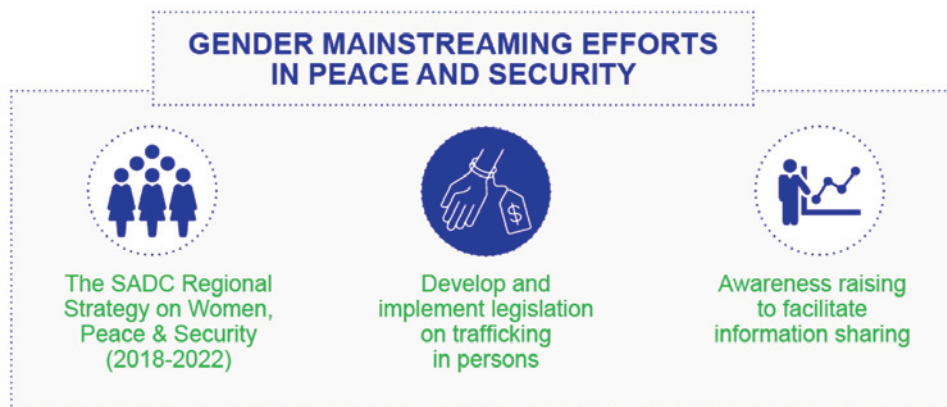 GENDER MAINSTREAMING EFFORTS
IN PEACE AND SECURITY
The SADC Regional
Strategy on Women,
Peace & Security
(2018-2022)
$
Develop and
implement legislation
on trafficking
in persons
Awareness raising
to facilitate
information sharing